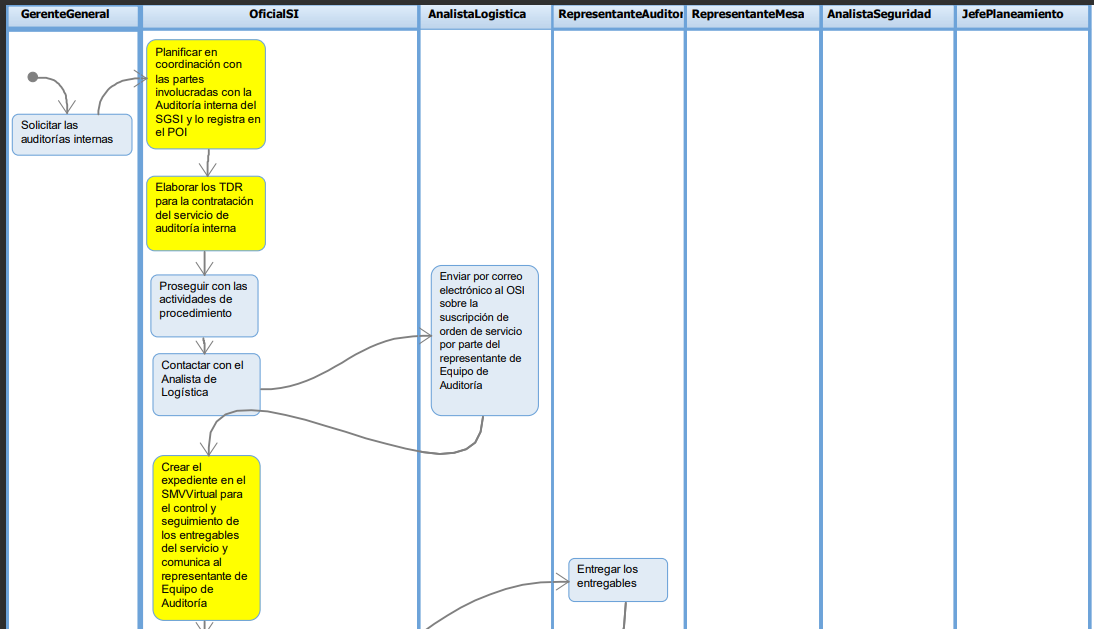 GerenteGeneral
OficialSI
AnalistaLogistica
RepresentanteAuditor
RepresentanteMesa
AnalistaSeguridad
JefePlaneamiento
Solicitar las
auditorías internas
Planificar en
coordinación con
las partes
involucradas con la
Auditoría interna del
SGSI y lo registra en
el POI
Elaborar los TDR
para la contratación
del servicio de
auditoría interna
Proseguir con las
actividades de
procedimiento
Contactar con el
Analista de
Logística
Enviar por correo
electrónico al OSI
sobre la
suscripción de
orden de servicio
por parte del
representante de
Equipo de
Auditoría
Crear el
expediente en el
SMVVirtual para
el control y
seguimiento de
los entregables
del servicio y
comunica al
representante de
Equipo de
Auditoría
Entregar los
entregables